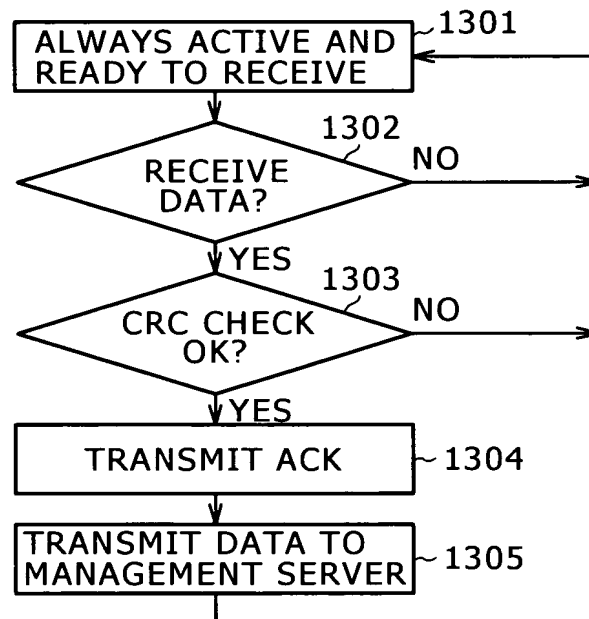 1301
ALWAYS ACTIVE AND
READY TO RECEIVE
1302
RECEIVE
DATA?
NO
YES
1303
CRC CHECK
OK?
NO
YES
TRANSMIT ACK
1304
TRANSMIT DATA TO
MANAGEMENT SERVER
1305